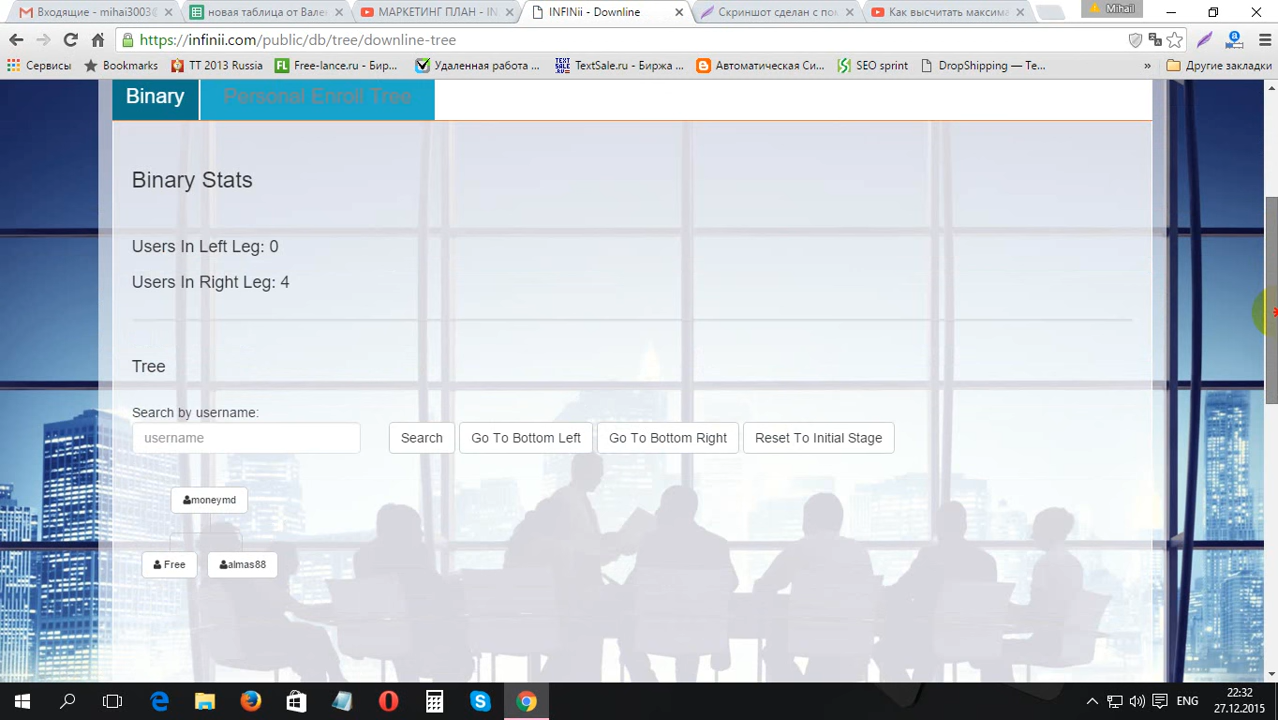 Входящие - mihai3003@
новая таблица от Вале
МАРКЕТИНГ ПЛАН - IN
INFINii - Downline
Скриншот сделан с по
Как высчитать максима
Mihail
https://infinii.com/public/db/tree/downline-tree
Сервисы
Bookmarks
TT 2013 Russia
Free-lance.ru - Бир...
Удаленная работа ...
TextSale.ru - Биржа ...
Автоматическая Си...
SEO sprint
DropShipping — Te...
»
Другие закладки
Binary
Personal Enroll Tree
Binary Stats
Users In Left Leg: 0
Users In Right Leg: 4
Tree
Search by username:
username
Search
Go To Bottom Left
Go To Bottom Right
Reset To Initial Stage
moneymd
Free
almas88
ENG
22:32
27.12.2015